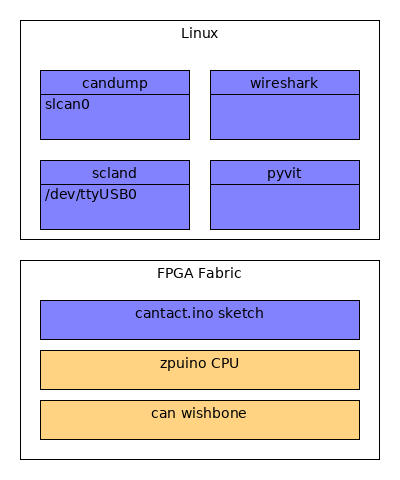 Linux
candump
slcan0
wireshark
scland
/dev/ttyUSB0
pyvit
FPGA Fabric
cantact.ino sketch
zpuino CPU
can wishbone